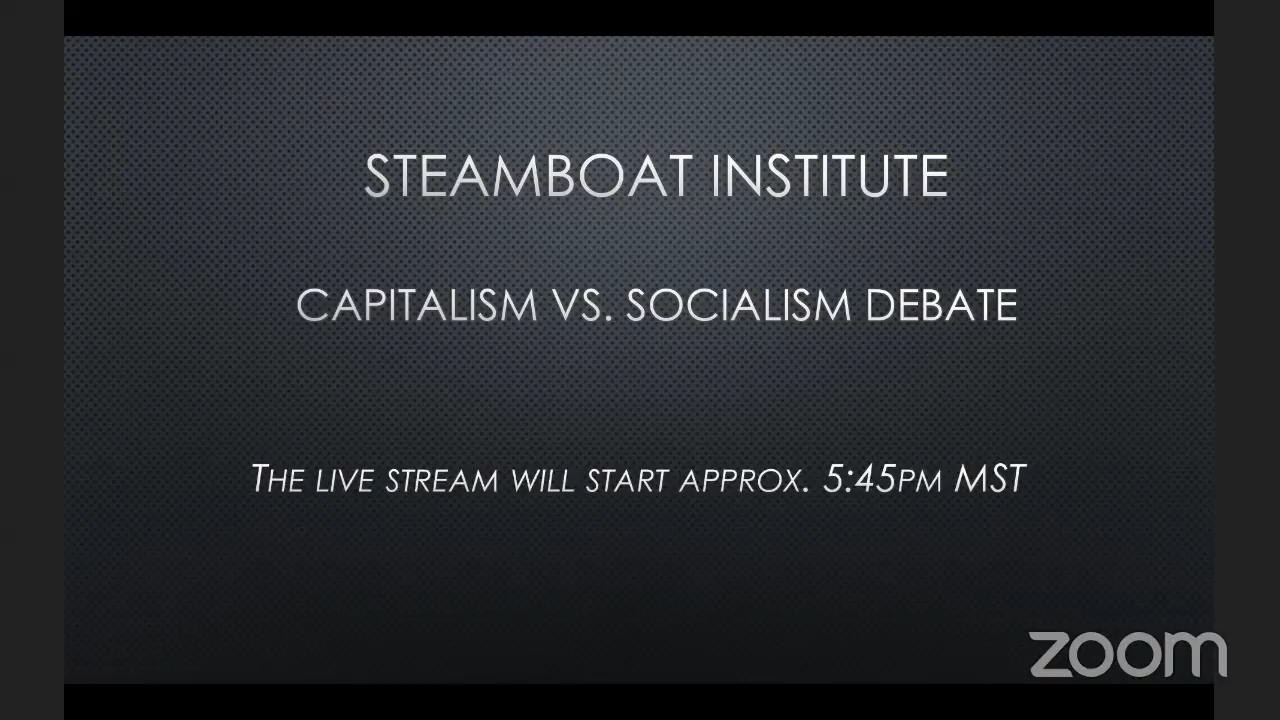 STEAMBOAT INSTITUTE
CAPITALISM VS. SOCIALISM DEBATE
THE LIVE STREAM WILL START APPROX. 5:45PM MST
zoom